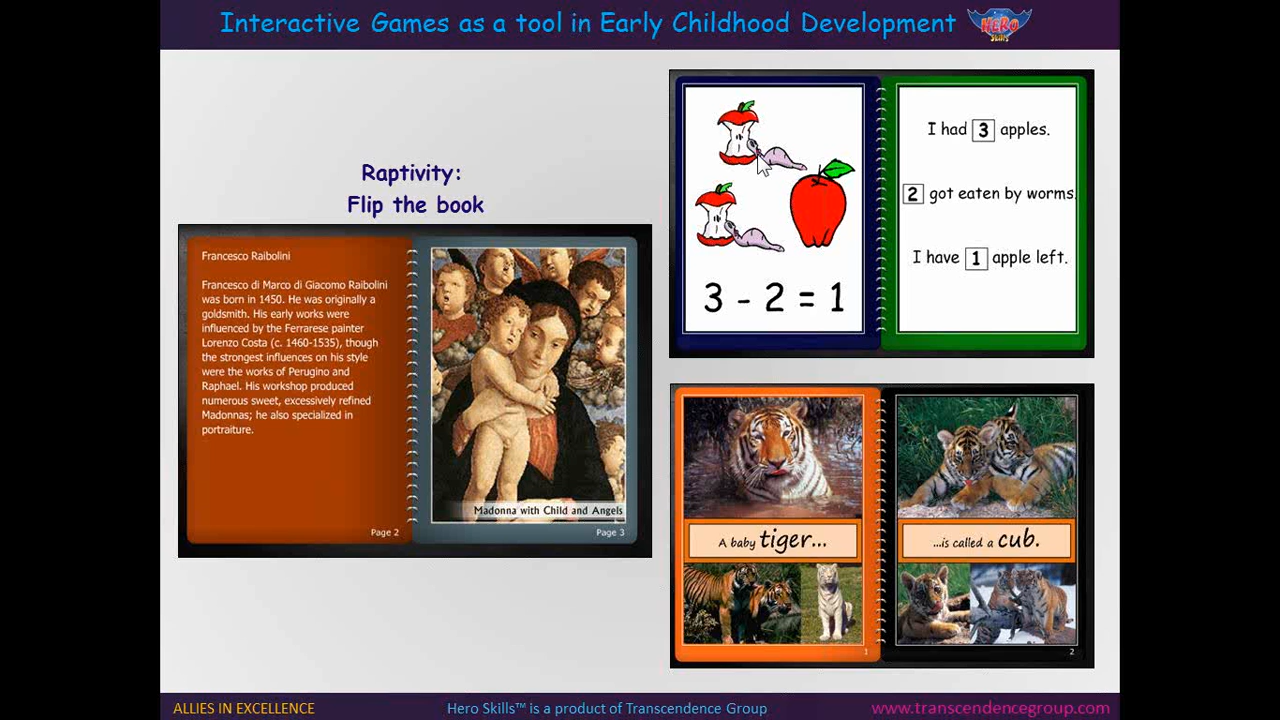 Interactive Games as a tool in Early Childhood Development
HERO
Skills
Raptivity:
Flip the book
Francesco Raibolini
Francesco di Marco di Giacomo Raibolini
was born in 1450. He was originally a
goldsmith. His early works were
influenced by the Ferrarese painter
Lorenzo Costa (c. 1460-1535), though
the strongest influences on his style
were the works of Perugino and
Raphael. His workshop produced
numerous sweet, excessively refined
Madonnas; he also specialized in
portraiture.
Page 2
Madonna with Child and Angels
Page 3
3 - 2 = 1
I had 3 apples.
2 got eaten by worms.
I have 1 apple left.
A baby tiger...
1
...is called a cub.
2
ALLIES IN EXCELLENCE
Hero Skills™ is a product of Transcendence Group
www.transcendencegroup.com